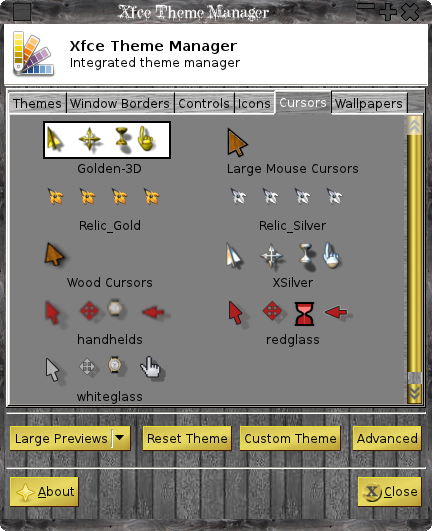 Xfce Theme Manager
Xfce Theme Manager
Integrated theme manager
Themes Window Borders Controls Icons Cursors Wallpapers
Golden-3D Large Mouse Cursors
Relic_Gold Relic_Silver
Wood Cursors XSilver
handhelds redglass
whiteglass
Large Previews Reset Theme Custom Theme Advanced
About Close